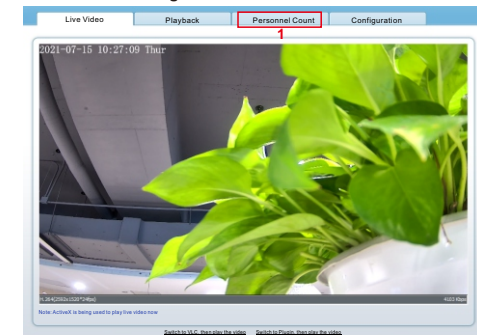 Live Video
Playback
Personnel Count
Configuration
1
2021-07-15 10:27:09 Thur
Note: ActiveX is being used to play live video now
Switch to VLC, then play the video
Switch to Plugin, then play the video